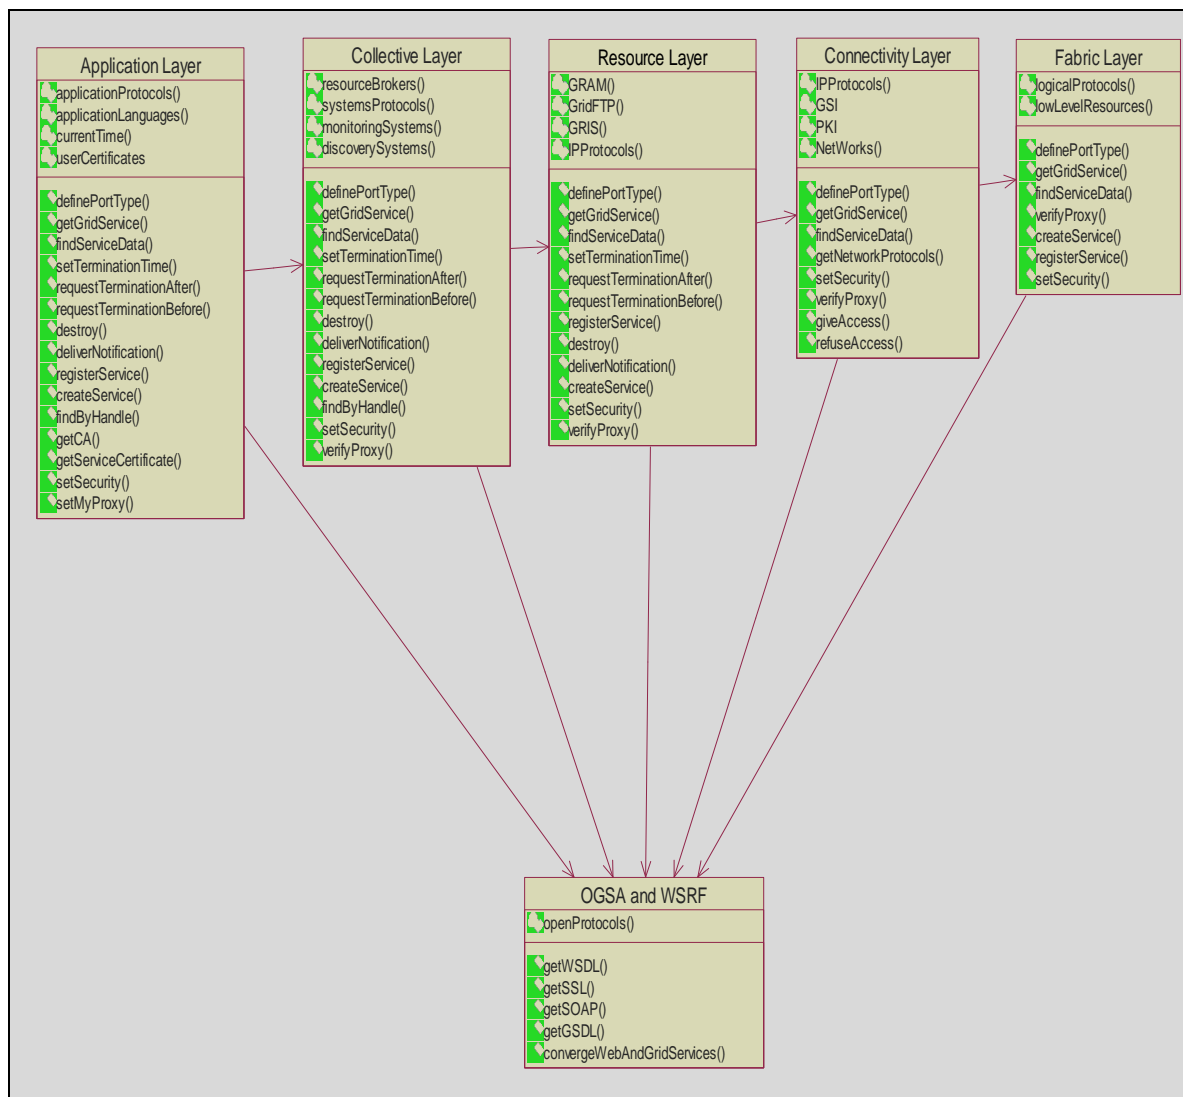 Application Layer
applicationProtocols()
applicationLanguages()
currentTime()
userCertificates
definePortType()
getGridService()
findServiceData()
setTerminationTime()
requestTerminationAfter()
requestTerminationBefore()
destroy()
deliverNotification()
registerService()
createService()
findByHandle()
getCA()
getServiceCertificate()
setSecurity()
setMyProxy()
Collective Layer
resourceBrokers()
systemsProtocols()
monitoringSystems()
discoverySystems()
definePortType()
getGridService()
findServiceData()
setTerminationTime()
requestTerminationAfter()
requestTerminationBefore()
destroy()
deliverNotification()
registerService()
createService()
findByHandle()
setSecurity()
verifyProxy()
Resource Layer
GRAM()
GridFTP()
GRIS()
IPProtocols()
definePortType()
getGridService()
findServiceData()
setTerminationTime()
requestTerminationAfter()
requestTerminationBefore()
registerService()
destroy()
deliverNotification()
createService()
setSecurity()
verifyProxy()
Connectivity Layer
IPProtocols()
GSI
PKI
NetWorks()
definePortType()
getGridService()
findServiceData()
getNetworkProtocols()
setSecurity()
verifyProxy()
giveAccess()
refuseAccess()
Fabric Layer
logicalProtocols()
lowLevelResources()
definePortType()
getGridService()
findServiceData()
verifyProxy()
createService()
registerService()
setSecurity()
OGSA and WSRF
openProtocols()
getWSDL()
getSSL()
getSOAP()
getGSDL()
convergeWebAndGridServices()